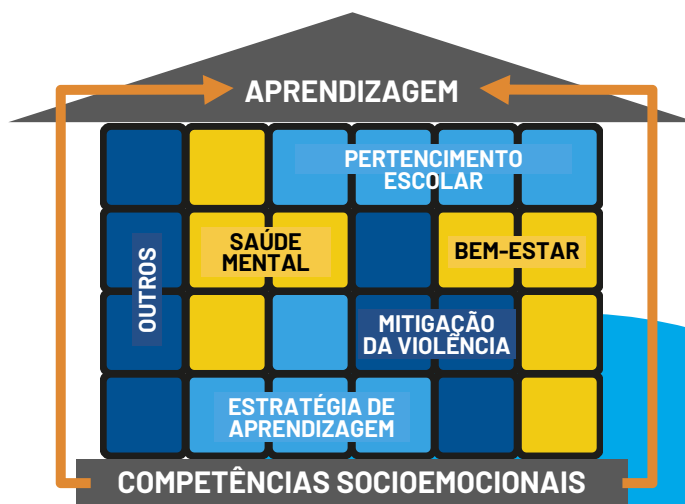 APRENDIZAGEM
PERTENCIMENTO
ESCOLAR
OUTROS
SAÚDE
MENTAL
BEM-ESTAR
MITIGAÇÃO
DA VIOLÊNCIA
ESTRATÉGIA DE
APRENDIZAGEM
COMPETÊNCIAS SOCIOEMOCIONAIS